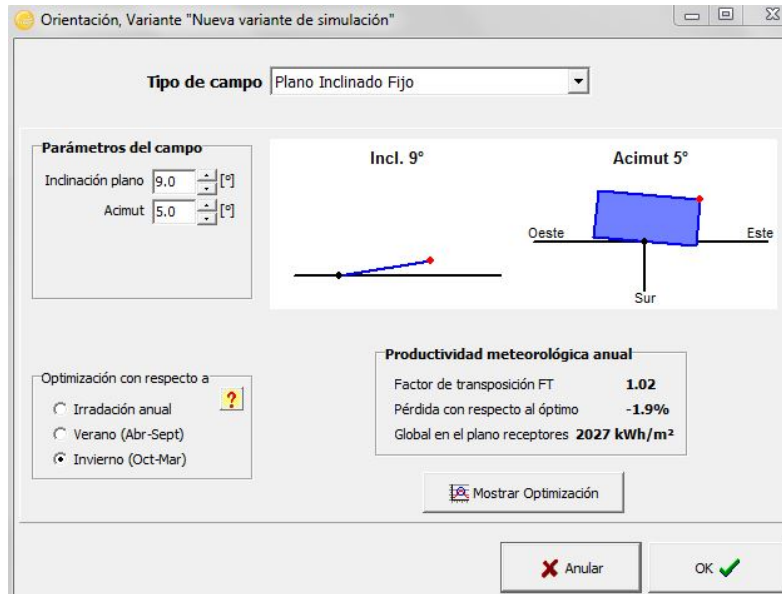 Orientación, Variante "Nueva variante de simulación"
Tipo de campo Plano Inclinado Fijo
Parámetros del campo
Inclinación plano 9.0 [°]
Acimut 5.0 [°]
Incl. 9°
Acimut 5°
Oeste
Este
Sur
Optimización con respecto a
?
Irradación anual
Verano (Abr-Sept)
Invierno (Oct-Mar)
Productividad meteorológica anual
Factor de transposición FT 1.02
Pérdida con respecto al óptimo -1.9%
Global en el plano receptores 2027 kWh/m²
Mostrar Optimización
Anular
OK